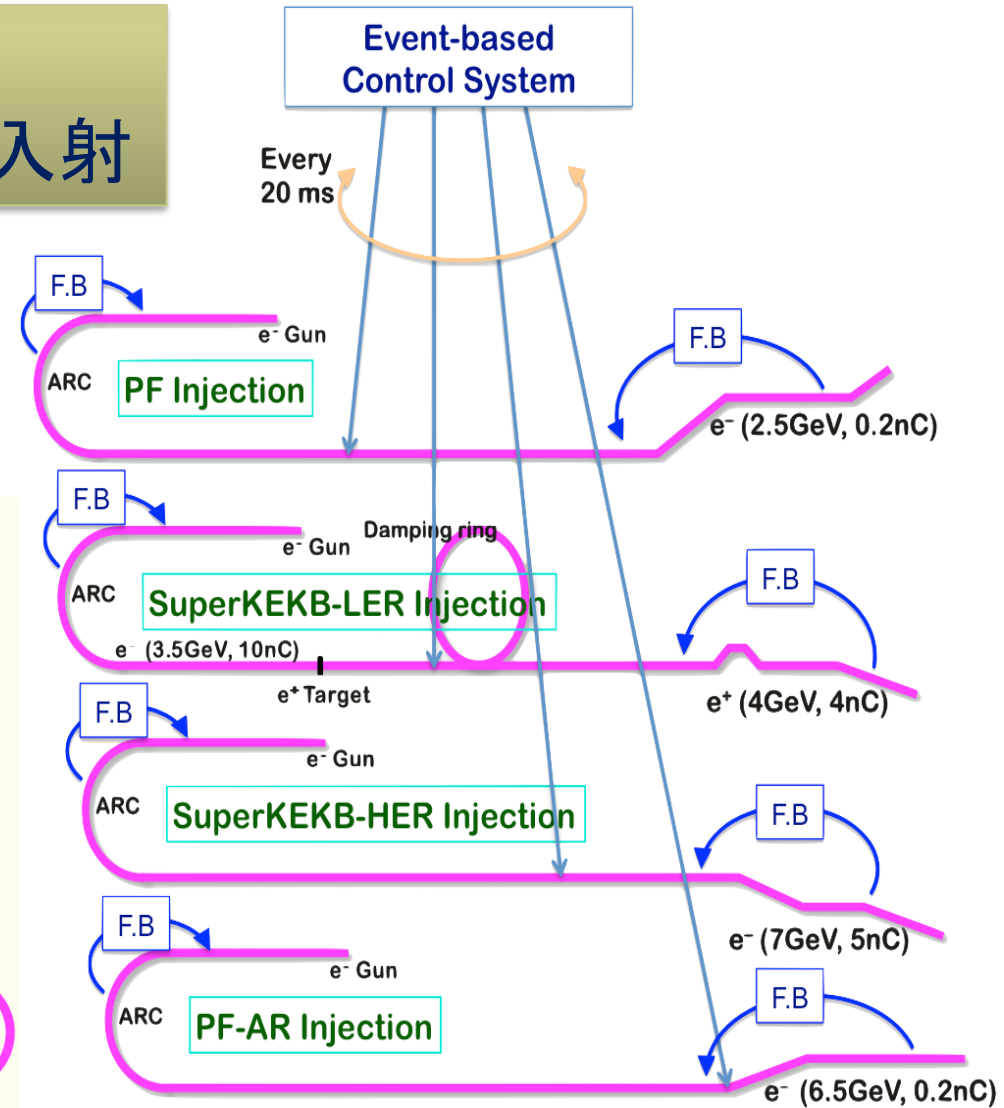 入射
Event-based
Control System
Every
20 ms
F.B
e⁻ Gun
ARC
PF Injection
F.B
e⁻ (2.5GeV, 0.2nC)
F.B
e⁻ Gun
Damping ring
ARC
SuperKEKB-LER Injection
F.B
e⁻ (3.5GeV, 10nC)
e⁺ Target
e⁺ (4GeV, 4nC)
F.B
e⁻ Gun
ARC
SuperKEKB-HER Injection
F.B
e⁻ (7GeV, 5nC)
F.B
e⁻ Gun
ARC
PF-AR Injection
F.B
e⁻ (6.5GeV, 0.2nC)